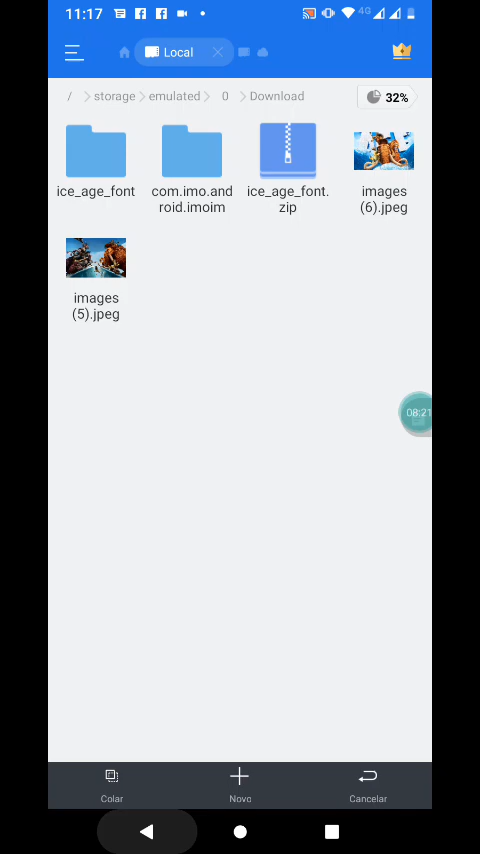 11:17
4G
Local
/ storage emulated 0 Download
32%
ice_age_font
com.imo.and
roid.imoim
ice_age_font.
zip
images
(6).jpeg
images
(5).jpeg
08:21
Colar
Novo
Cancelar